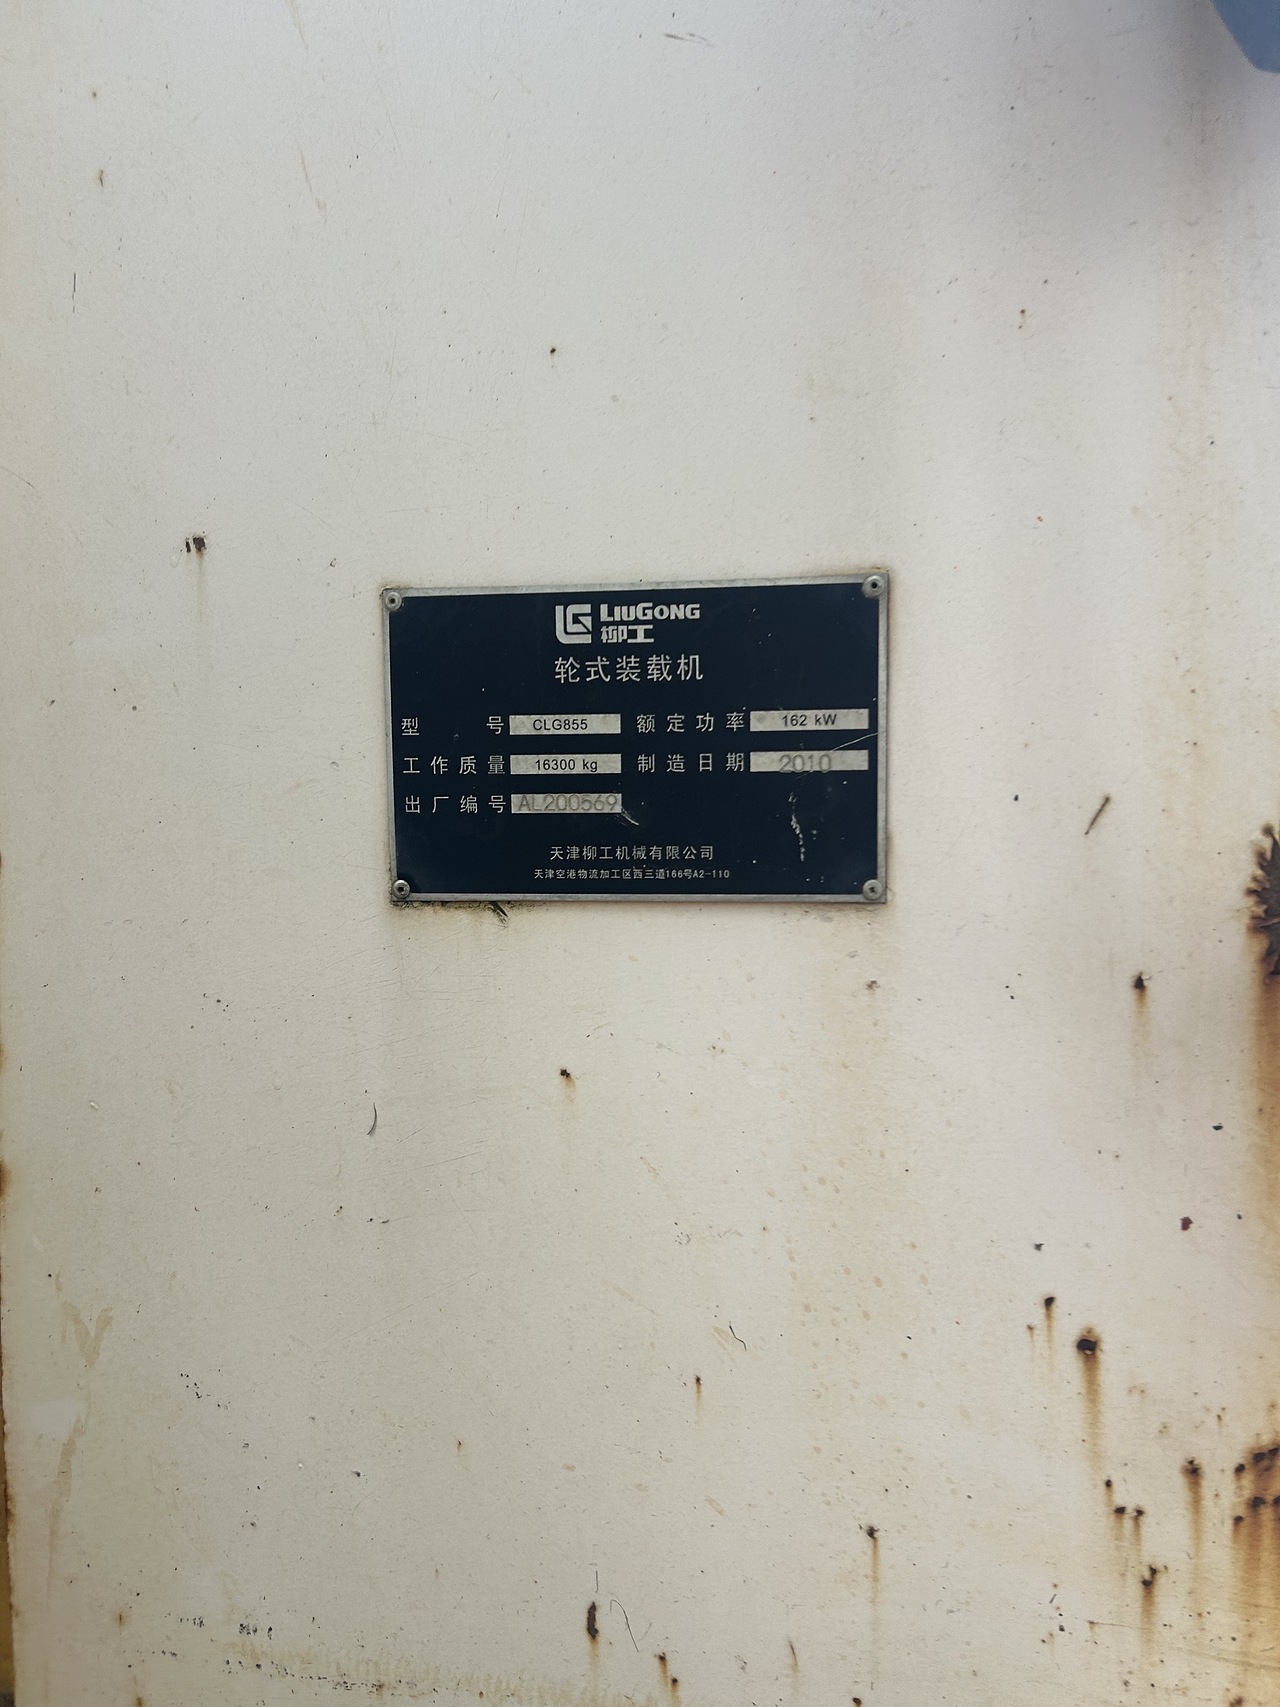 LIUGONG
柳工
轮式装载机
型 号 CLG855 额定功率 162 kW
工作质量 16300 kg 制造日期 2010
出厂编号 AL200569
天津柳工机械有限公司
天津空港物流加工区西三道166号A2-110